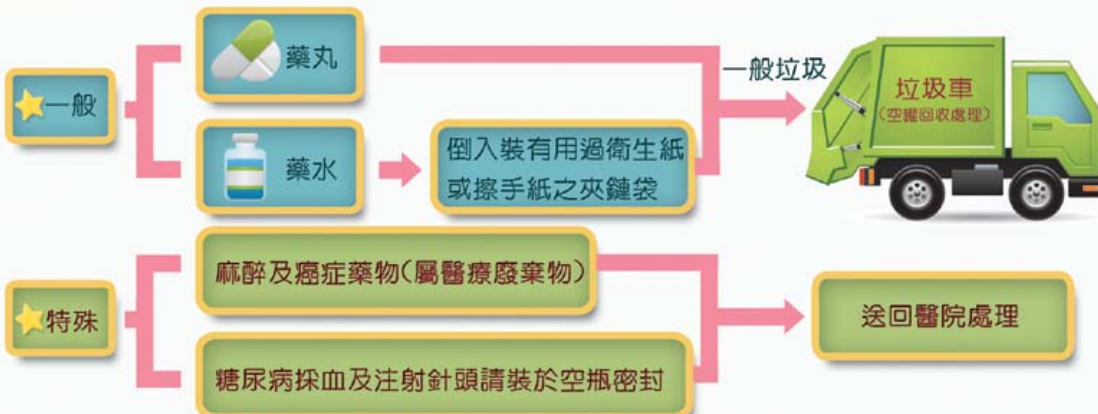 一般
藥丸
藥水
倒入裝有用過衛生紙
或擦手紙之夾鏈袋
一般垃圾
垃圾車
(空罐回收處理)
特殊
麻醉及癌症藥物(屬醫療廢棄物)
糖尿病採血及注射針頭請裝於空瓶密封
送回醫院處理